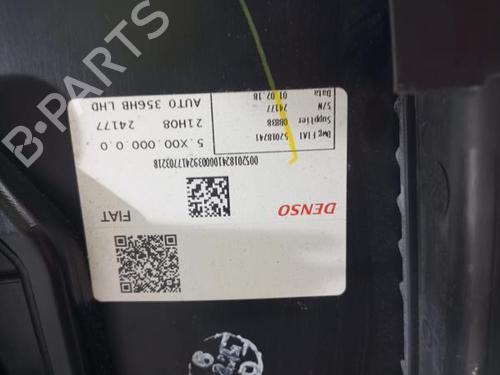 DENSO
FIAT
005201824100003932417703218
Dwg.FIAT 52018241
Supplier 08838
S/N 24177
Data 01.02.18
5.X00.000.0.0
21H08 24177
AUTO 356HB LHD
B-PARTS